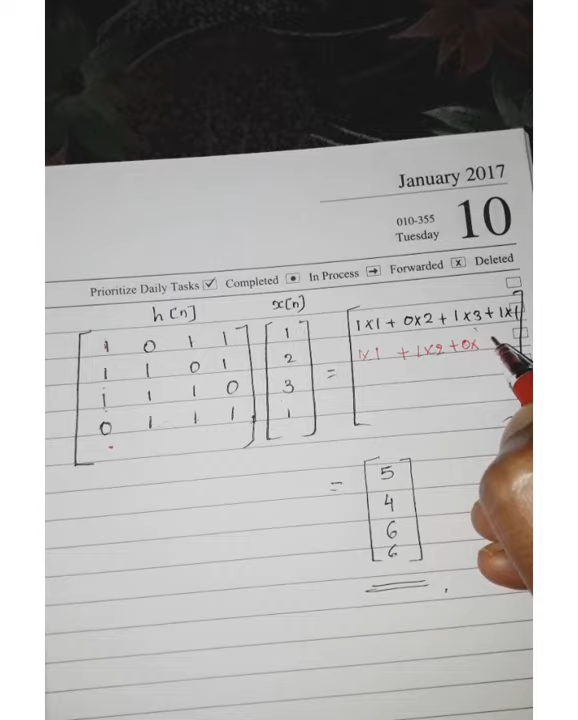 January 2017
010-355
Tuesday
10
Prioritize Daily Tasks Completed In Process Forwarded Deleted
h[n] x[n]
1 0 1 1 1 1x1 + 0x2 + 1x3 + 1x1
1 1 0 1 2 = 1x1 + 1x2 + 0x
1 1 1 0 3
0 1 1 1 1
= 5
4
6
6